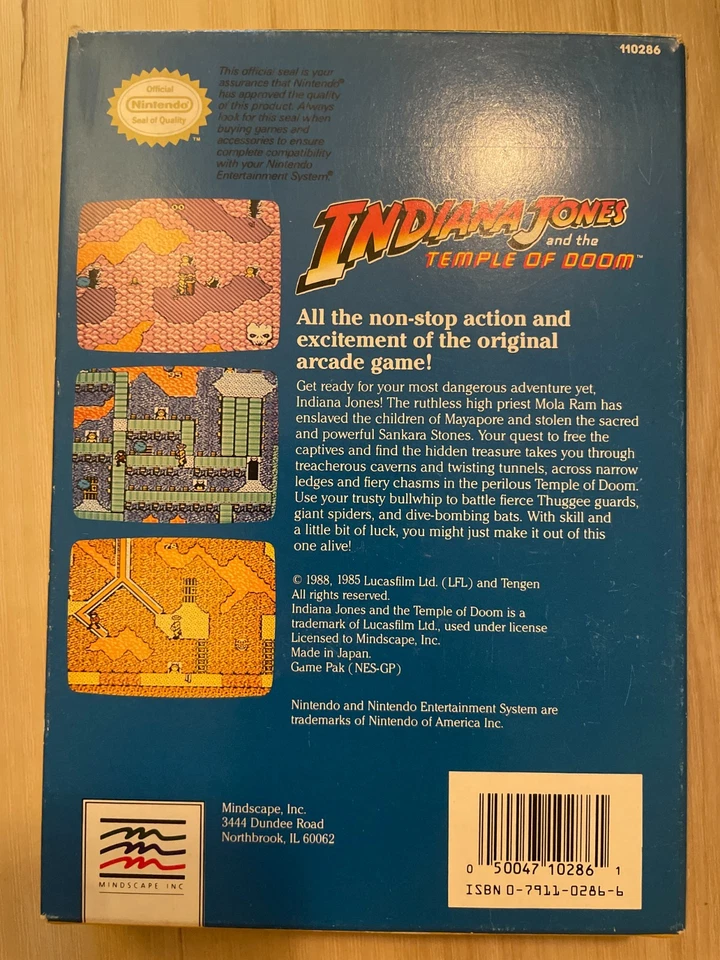 110286
Official
Nintendo®
Seal of Quality
TM
This official seal is your
assurance that Nintendo®
has approved the quality
of this product. Always
look for this seal when
buying games and
accessories to ensure
complete compatibility
with your Nintendo
Entertainment System.®
INDIANA JONES
and the
TEMPLE OF DOOM™
All the non-stop action and
excitement of the original
arcade game!
Get ready for your most dangerous adventure yet,
Indiana Jones! The ruthless high priest Mola Ram has
enslaved the children of Mayapore and stolen the sacred
and powerful Sankara Stones. Your quest to free the
captives and find the hidden treasure takes you through
treacherous caverns and twisting tunnels, across narrow
ledges and fiery chasms in the perilous Temple of Doom.
Use your trusty bullwhip to battle fierce Thuggee guards,
giant spiders, and dive-bombing bats. With skill and
a little bit of luck, you might just make it out of this
one alive!
© 1988, 1985 Lucasfilm Ltd. (LFL) and Tengen
All rights reserved.
Indiana Jones and the Temple of Doom is a
trademark of Lucasfilm Ltd., used under license
Licensed to Mindscape, Inc.
Made in Japan.
Game Pak (NES-GP)
Nintendo and Nintendo Entertainment System are
trademarks of Nintendo of America Inc.
MINDSCAPE INC
Mindscape, Inc.
3444 Dundee Road
Northbrook, IL 60062
0 50047 10286 1
ISBN 0-7911-0286-6